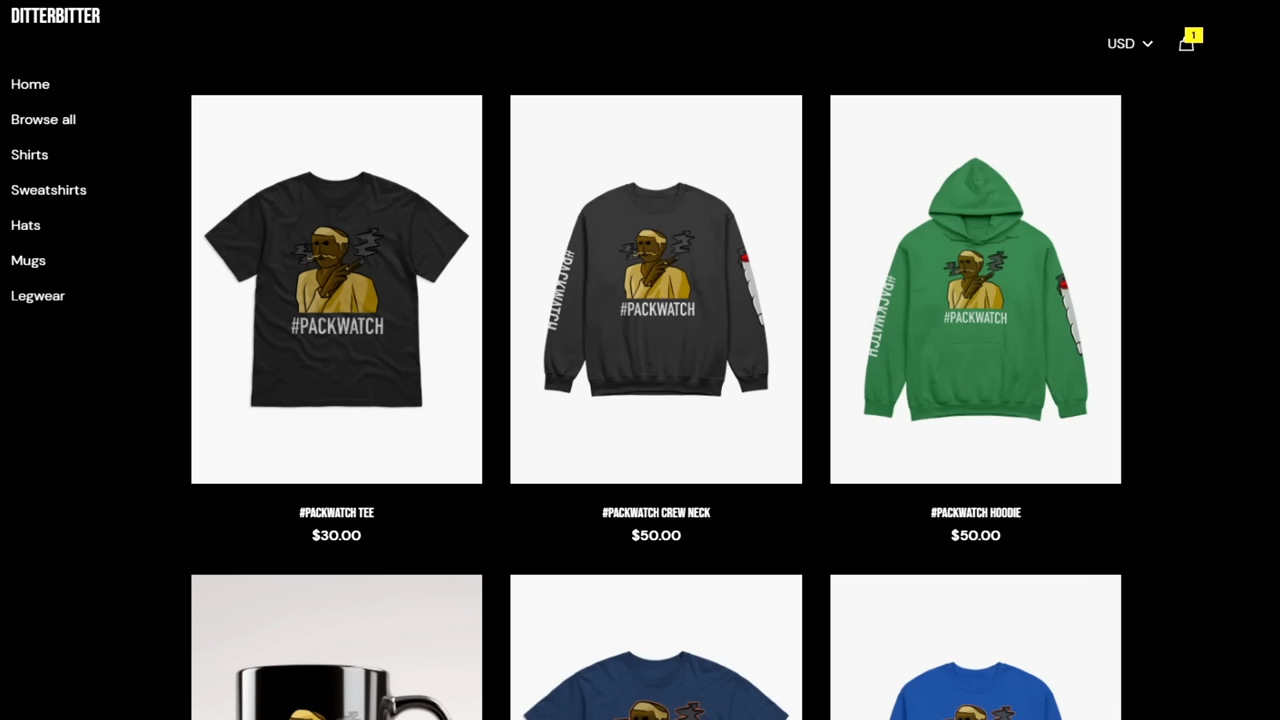 DITTERBITTER
USD
1
Home
Browse all
Shirts
Sweatshirts
Hats
Mugs
Legwear
#PACKWATCH
#PACKWATCH
#PACKWATCH
#PACKWATCH
#PACKWATCH
#PACKWATCH TEE
#PACKWATCH CREW NECK
#PACKWATCH HOODIE
$30.00
$50.00
$50.00